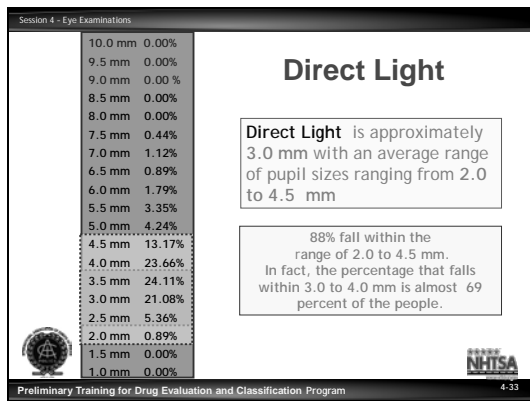 Session 4 - Eye Examinations
10.0 mm 0.00%
9.5 mm 0.00%
9.0 mm 0.00 %
8.5 mm 0.00%
8.0 mm 0.00%
7.5 mm 0.44%
7.0 mm 1.12%
6.5 mm 0.89%
6.0 mm 1.79%
5.5 mm 3.35%
5.0 mm 4.24%
4.5 mm 13.17%
4.0 mm 23.66%
3.5 mm 24.11%
3.0 mm 21.08%
2.5 mm 5.36%
2.0 mm 0.89%
1.5 mm 0.00%
1.0 mm 0.00%
Direct Light
Direct Light is approximately
3.0 mm with an average range
of pupil sizes ranging from 2.0
to 4.5 mm
88% fall within the
range of 2.0 to 4.5 mm.
In fact, the percentage that falls
within 3.0 to 4.0 mm is almost 69
percent of the people.
NHTSA
Preliminary Training for Drug Evaluation and Classification Program
4-33